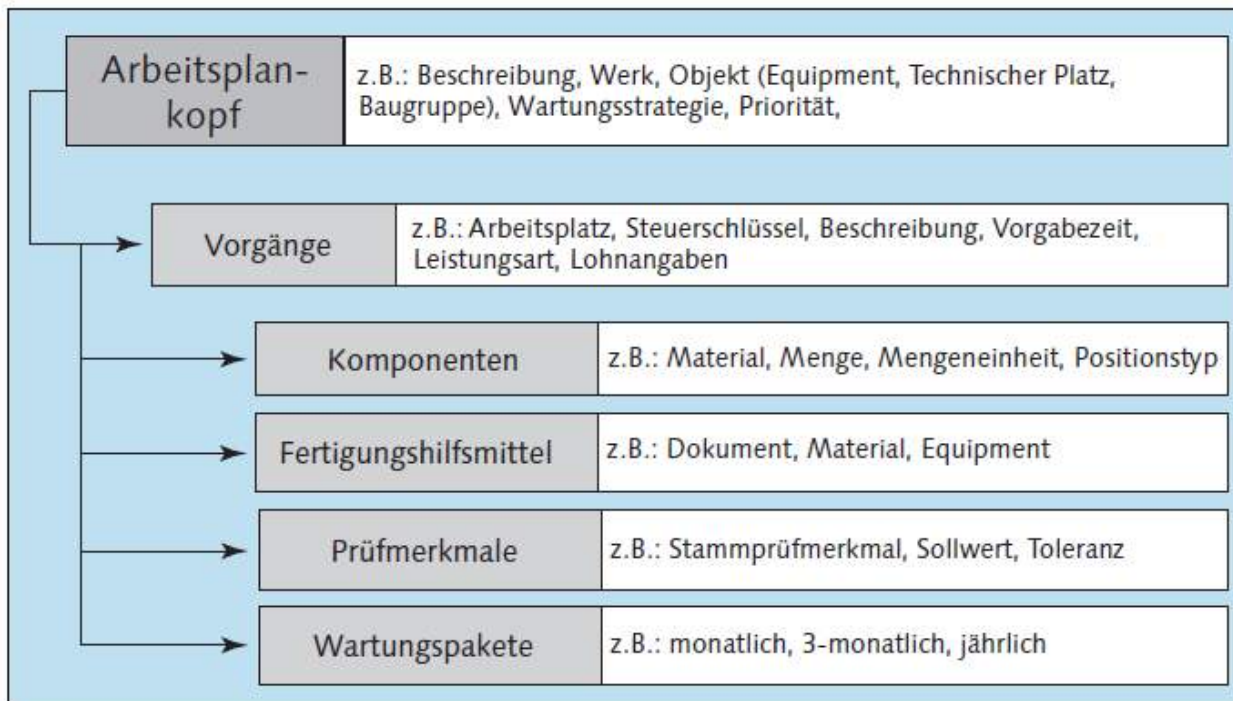 Arbeitsplan-
kopf
z.B.: Beschreibung, Werk, Objekt (Equipment, Technischer Platz,
Baugruppe), Wartungsstrategie, Priorität,
Vorgänge
z.B.: Arbeitsplatz, Steuerschlüssel, Beschreibung, Vorgabezeit,
Leistungsart, Lohnangaben
Komponenten
z.B.: Material, Menge, Mengeneinheit, Positionstyp
Fertigungshilfsmittel
z.B.: Dokument, Material, Equipment
Prüfmerkmale
z.B.: Stammprüfmerkmal, Sollwert, Toleranz
Wartungspakete
z.B.: monatlich, 3-monatlich, jährlich